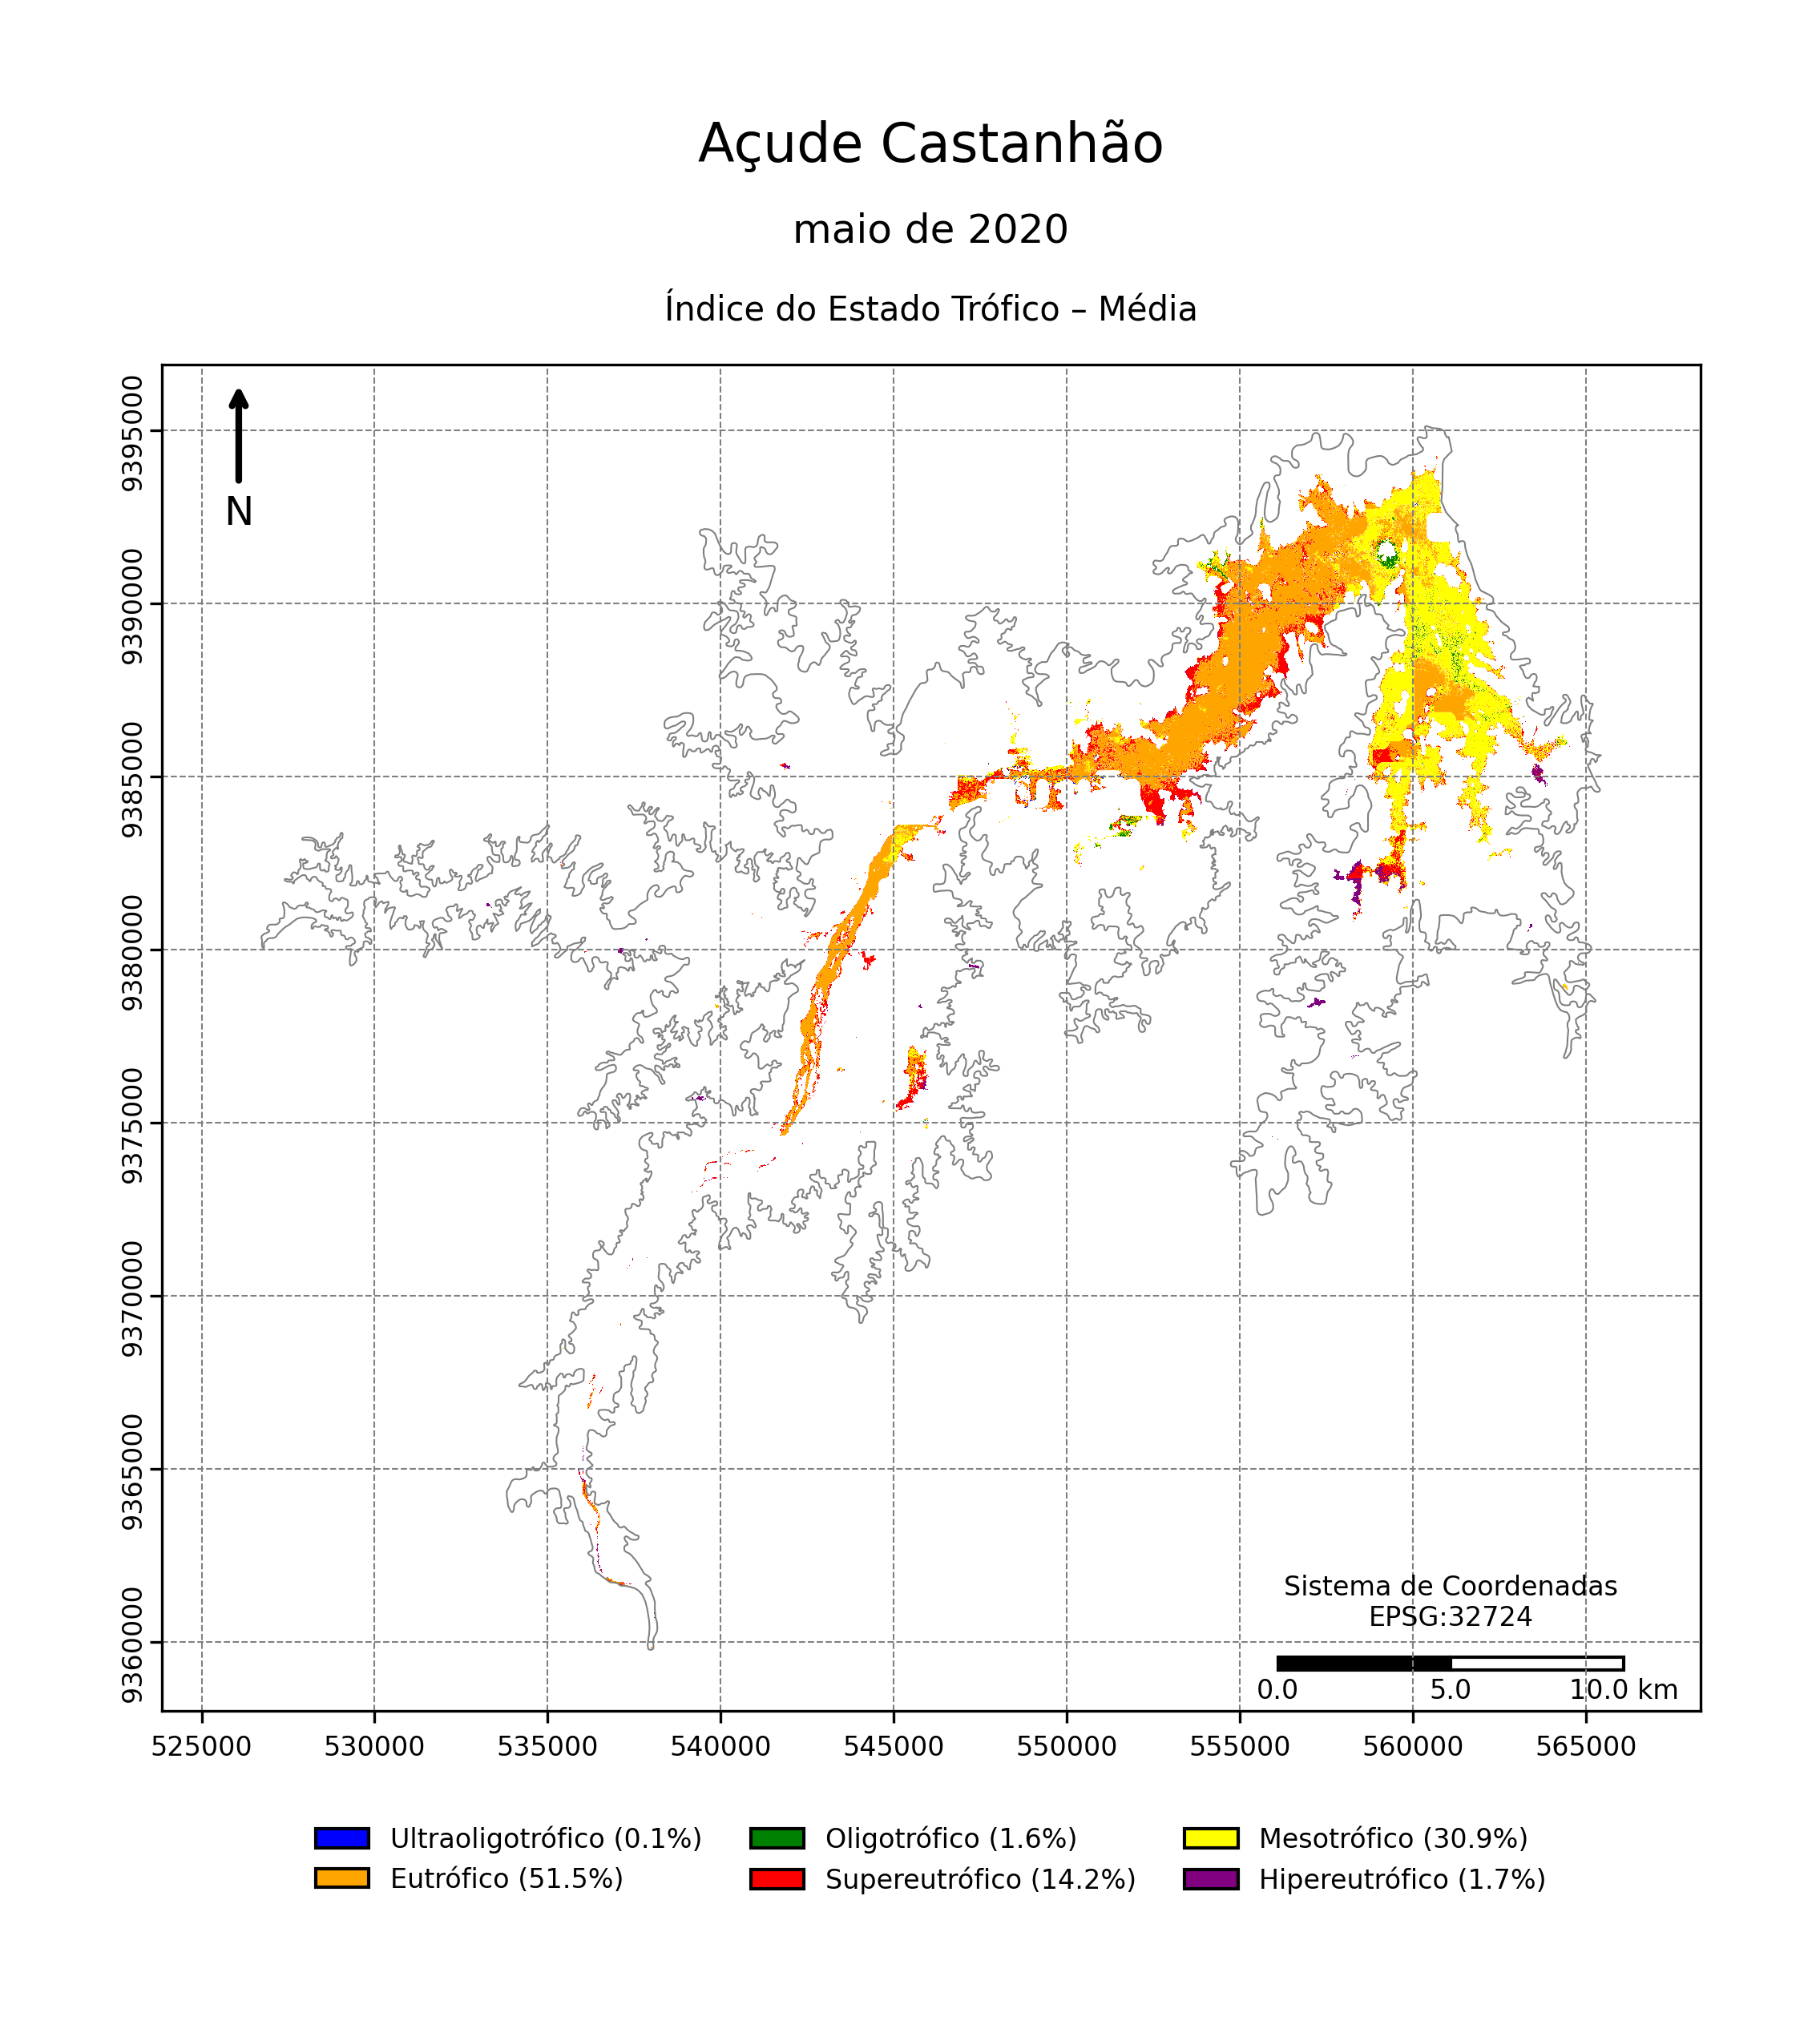 Açude Castanhão
maio de 2020
Índice do Estado Trófico – Média
N
9395000
9390000
9385000
9380000
9375000
9370000
9365000
9360000
Sistema de Coordenadas
EPSG:32724
0.0 5.0 10.0 km
525000 530000 535000 540000 545000 550000 555000 560000 565000
Ultraoligotrófico (0.1%) Oligotrófico (1.6%) Mesotrófico (30.9%)
Eutrófico (51.5%) Supereutrófico (14.2%) Hipereutrófico (1.7%)